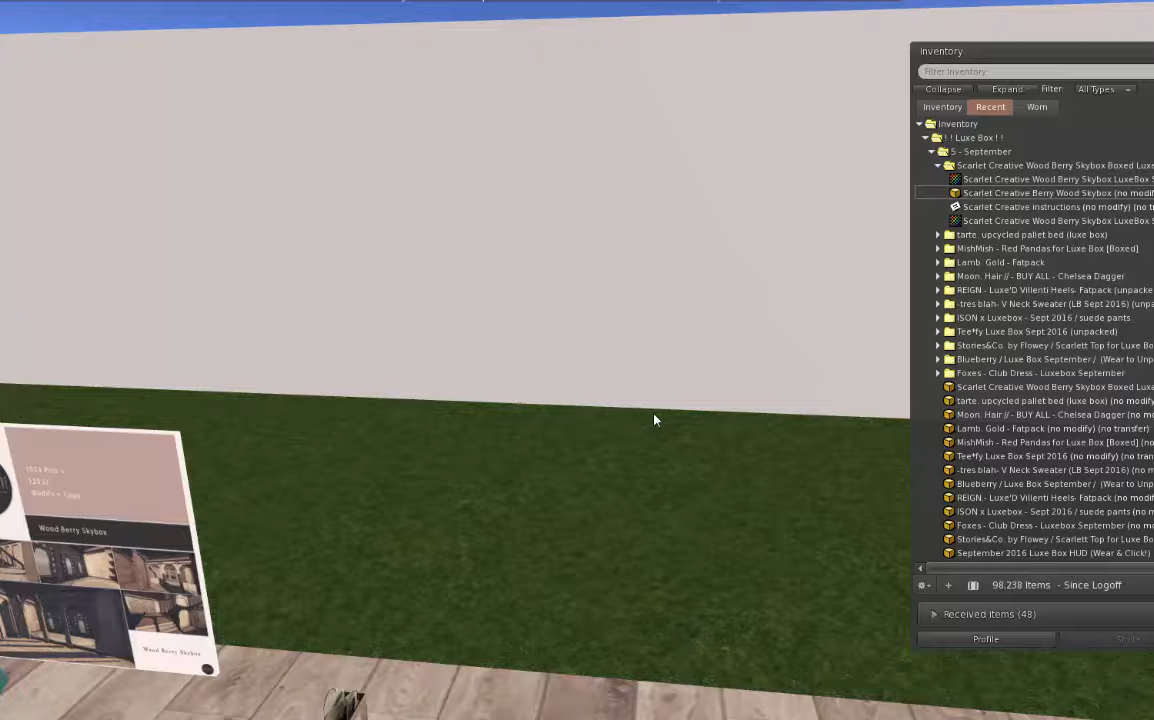 Inventory
Filter Inventory
Collapse Expand Filter All Types
Inventory Recent Worn
Inventory
! ! Luxe Box ! !
5 - September
Scarlet Creative Wood Berry Skybox Boxed Luxe
Scarlet Creative Wood Berry Skybox LuxeBox S
Scarlet Creative Berry Wood Skybox (no modif
Scarlet Creative instructions (no modify) (no tr
Scarlet Creative Wood Berry Skybox LuxeBox S
tarte. upcycled pallet bed (luxe box)
MishMish - Red Pandas for Luxe Box [Boxed]
Lamb. Gold - Fatpack
Moon. Hair // - BUY ALL - Chelsea Dagger
REIGN.- Luxe'D Villenti Heels- Fatpack (unpacke
-tres blah- V Neck Sweater (LB Sept 2016) (unpa
ISON x Luxebox - Sept 2016 / suede pants
Tee*fy Luxe Box Sept 2016 (unpacked)
Stories&Co. by Flowey / Scarlett Top for Luxe Bo
Blueberry / Luxe Box September / (Wear to Unp
Foxes - Club Dress - Luxebox September
Scarlet Creative Wood Berry Skybox Boxed Luxe
tarte. upcycled pallet bed (luxe box) (no modify
Moon. Hair // - BUY ALL - Chelsea Dagger (no m
Lamb. Gold - Fatpack (no modify) (no transfer)
MishMish - Red Pandas for Luxe Box [Boxed] (n
Tee*fy Luxe Box Sept 2016 (no modify) (no tran
-tres blah- V Neck Sweater (LB Sept 2016) (no m
Blueberry / Luxe Box September / (Wear to Unp
REIGN.- Luxe'D Villenti Heels- Fatpack (no modif
ISON x Luxebox - Sept 2016 / suede pants (no m
Foxes - Club Dress - Luxebox September (no mo
Stories&Co. by Flowey / Scarlett Top for Luxe Bo
September 2016 Luxe Box HUD (Wear & Click!)
98,238 Items - Since Logoff
Received Items (48)
Profile Share
1024 Prim +
Modify + Copy
Wood Berry Skybox
Wood Berry Skybox